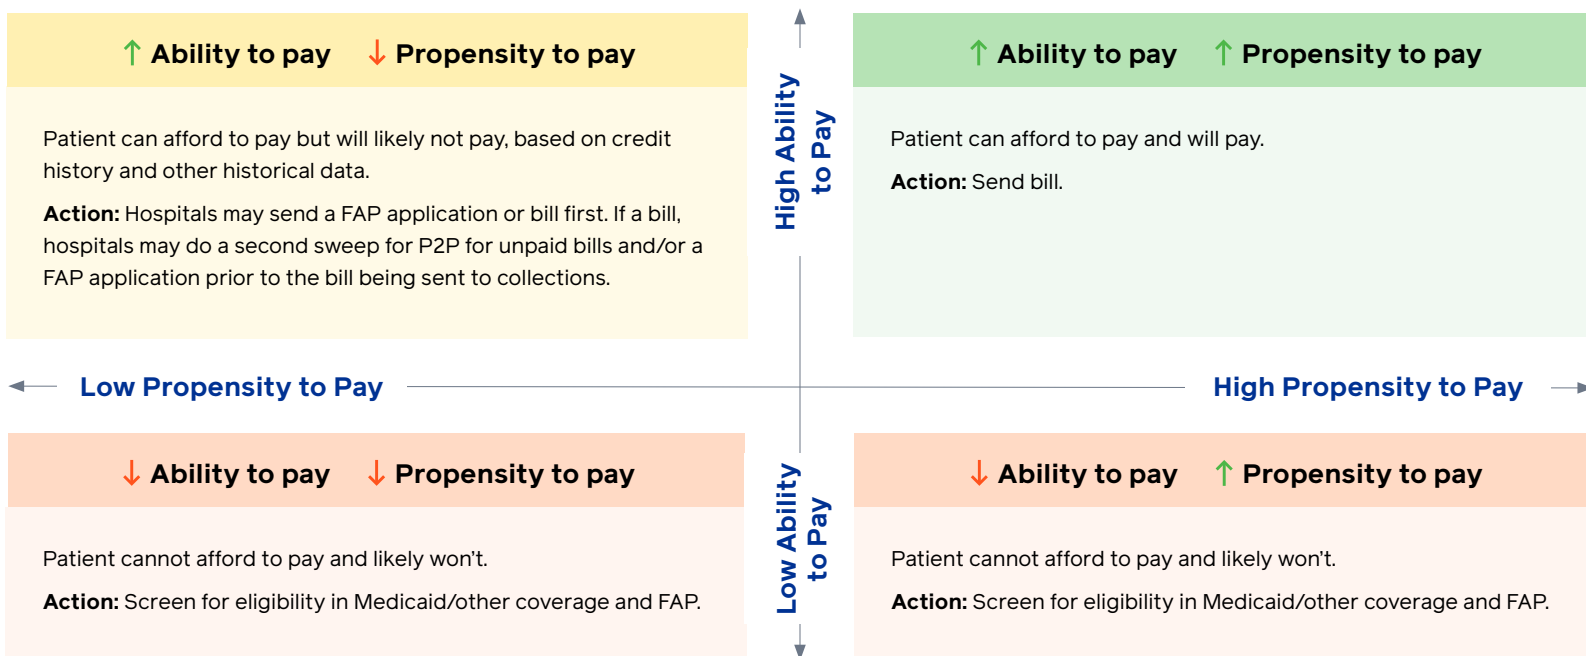 ↑ Ability to pay ↓ Propensity to pay
Patient can afford to pay but will likely not pay, based on credit
history and other historical data.
Action: Hospitals may send a FAP application or bill first. If a bill,
hospitals may do a second sweep for P2P for unpaid bills and/or a
FAP application prior to the bill being sent to collections.
High Ability
to Pay
↑ Ability to pay ↑ Propensity to pay
Patient can afford to pay and will pay.
Action: Send bill.
Low Propensity to Pay
High Propensity to Pay
↓ Ability to pay ↓ Propensity to pay
Patient cannot afford to pay and likely won't.
Action: Screen for eligibility in Medicaid/other coverage and FAP.
Low Ability
to Pay
↓ Ability to pay ↑ Propensity to pay
Patient cannot afford to pay and likely won't.
Action: Screen for eligibility in Medicaid/other coverage and FAP.